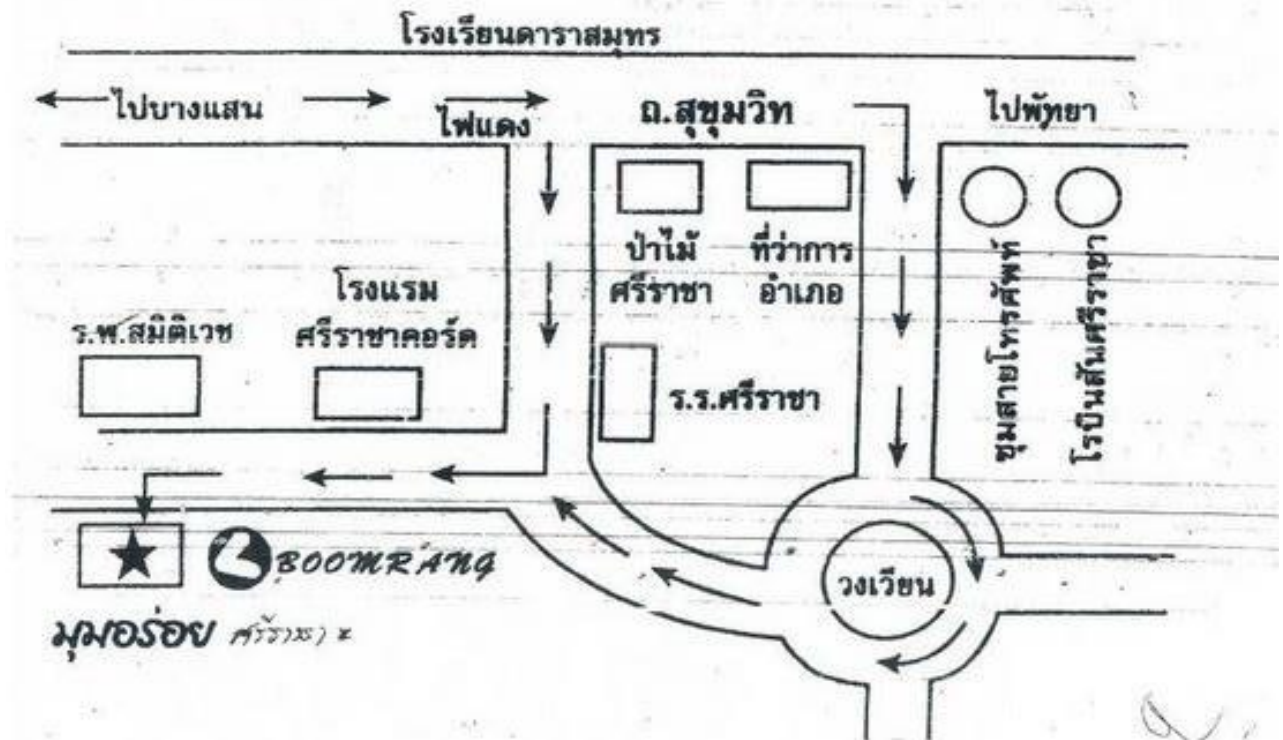 โรงเรียนดาราสมุทร
ไปบางแสน
ไฟแดง
ถ.สุขุมวิท
ไปพัทยา
ป่าไม้
ศรีราชา
ที่ว่าการ
อำเภอ
ชุมสายโทรศัพท์
โรบินสันศรีราชา
โรงแรม
ศรีราชาคอร์ด
ร.พ.สมิติเวช
ร.ร.ศรีราชา
วงเวียน
BOOMRANG
มุมอร่อย ศรีราชา